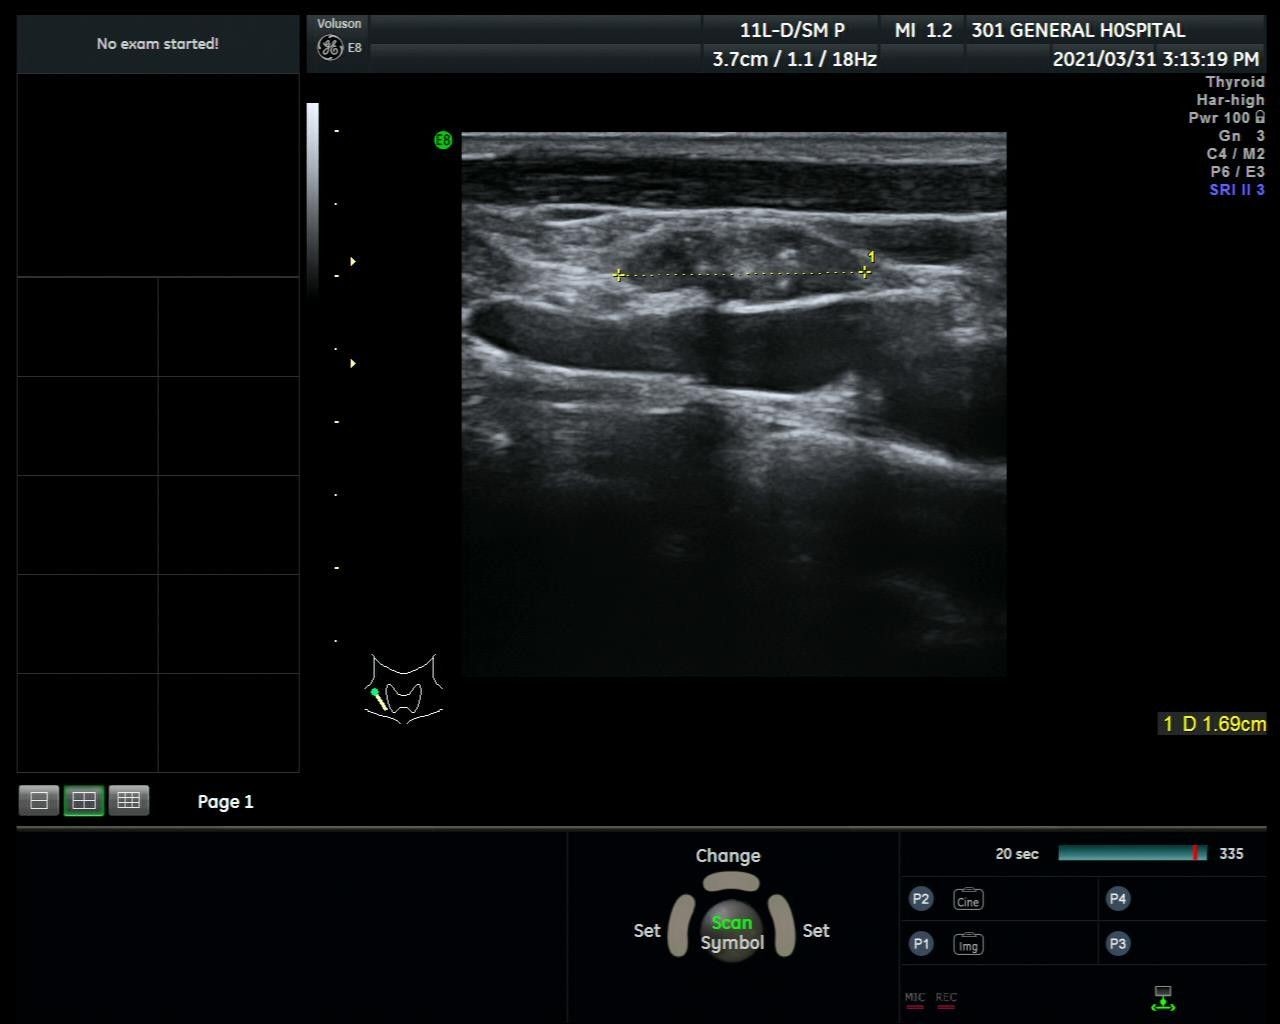 No exam started!
Voluson
E8
11L-D/SM P
MI 1.2
301 GENERAL H0SPITAL
3.7cm / 1.1 / 18Hz
2021/03/31 3:13:19 PM
Thyroid
Har-high
Pwr 100
Gn 3
C4 / M2
P6 / E3
SRI II 3
E8
1
1 D 1.69cm
Page 1
Change
Set
Scan
Symbol
Set
20 sec
335
P2
Cine
P4
P1
Img
P3
MIC REC